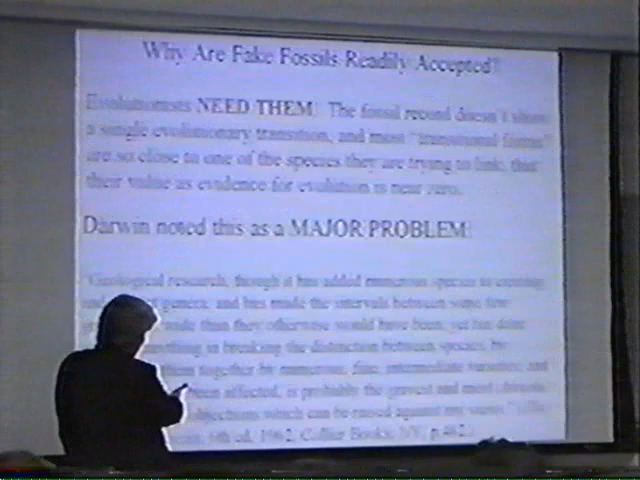 Why Are Fake Fossils Readily Accepted?
Evolutionists NEED THEM! The fossil record doesn't show
a single evolutionary transition, and most "transitional forms"
are so close to one of the species they are trying to link, that
their value as evidence for evolution is near zero.
Darwin noted this as a MAJOR PROBLEM!
"Geological research, though it has added numerous species to existing
genera, and has made the intervals between some few
than they otherwise would have been, yet has done
in breaking the distinction between species, by
together by numerous, fine, intermediate varieties; and
been affected, is probably the gravest and most obvious
objections which can be raised against my views."
6th ed. 1962, Collier Books, NY, p.462